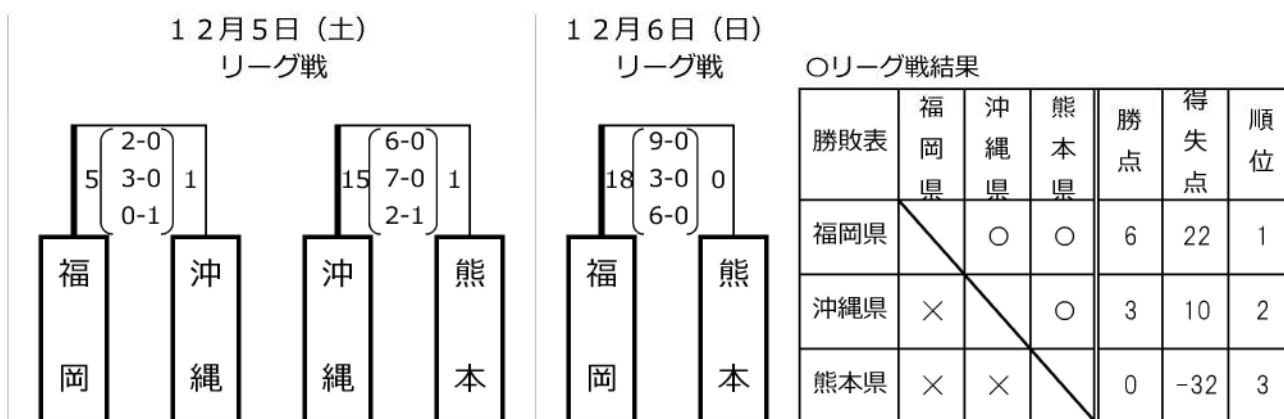 12月5日（土）
リーグ戦
5
2-0
3-0
0-1
1
福岡
沖縄
15
6-0
7-0
2-1
1
沖縄
熊本
12月6日（日）
リーグ戦
18
9-0
3-0
6-0
0
福岡
熊本
○リーグ戦結果
勝敗表 福岡県 沖縄県 熊本県 勝点 得失点 順位
福岡県 ○ ○ 6 22 1
沖縄県 × ○ 3 10 2
熊本県 × × 0 -32 3